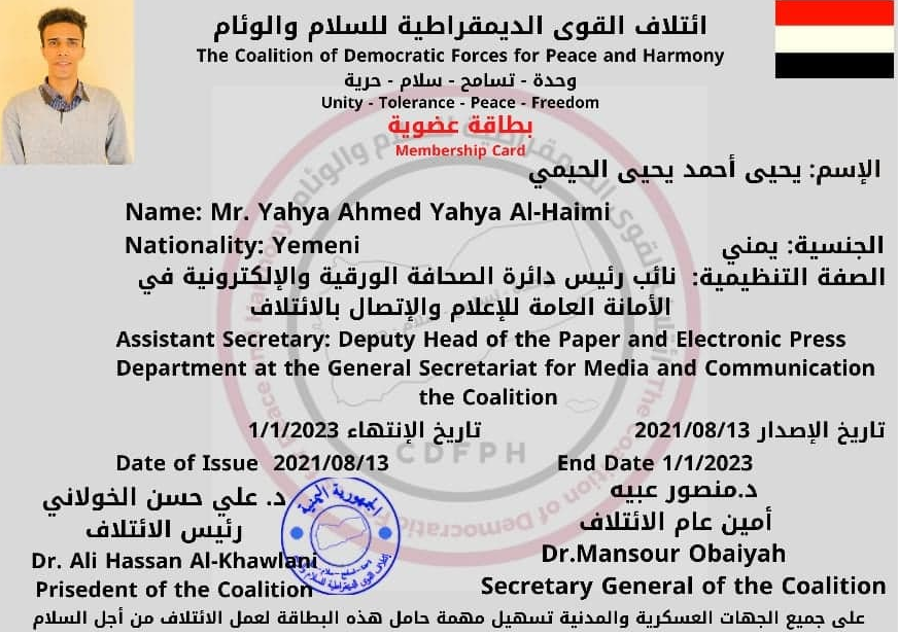 ائتلاف القوى الديمقراطية للسلام والوئام
The Coalition of Democratic Forces for Peace and Harmony
وحدة - تسامح - سلام - حرية
Unity - Tolerance - Peace - Freedom
بطاقة عضوية
Membership Card
الإسم: يحيى أحمد يحيى الحيمي
Name: Mr. Yahya Ahmed Yahya Al-Haimi
الجنسية: يمني
Nationality: Yemeni
الصفة التنظيمية: نائب رئيس دائرة الصحافة الورقية والإلكترونية في
الأمانة العامة للإعلام والإتصال بالائتلاف
Assistant Secretary: Deputy Head of the Paper and Electronic Press
Department at the General Secretariat for Media and Communication
the Coalition
تاريخ الإصدار 2021/08/13
تاريخ الإنتهاء 1/1/2023
CDFPH
Date of Issue 2021/08/13
End Date 1/1/2023
د.منصور عبيه
أمين عام الائتلاف
Dr.Mansour Obaiyah
Secretary General of the Coalition
د. علي حسن الخولاني
رئيس الائتلاف
Dr. Ali Hassan Al-Khawlani
Prisedent of the Coalition
الجمهورية اليمنية
على جميع الجهات العسكرية والمدنية تسهيل مهمة حامل هذه البطاقة لعمل الائتلاف من أجل السلام